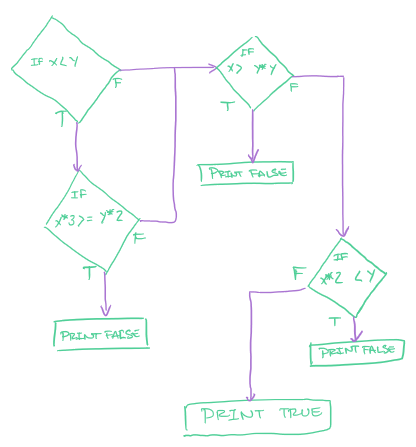 IF X<Y
F
T
IF
X> Y*Y
F
T
PRINT FALSE
IF
X*3>= Y*2
F
T
PRINT FALSE
IF
X*2 <Y
F
T
PRINT FALSE
PRINT TRUE